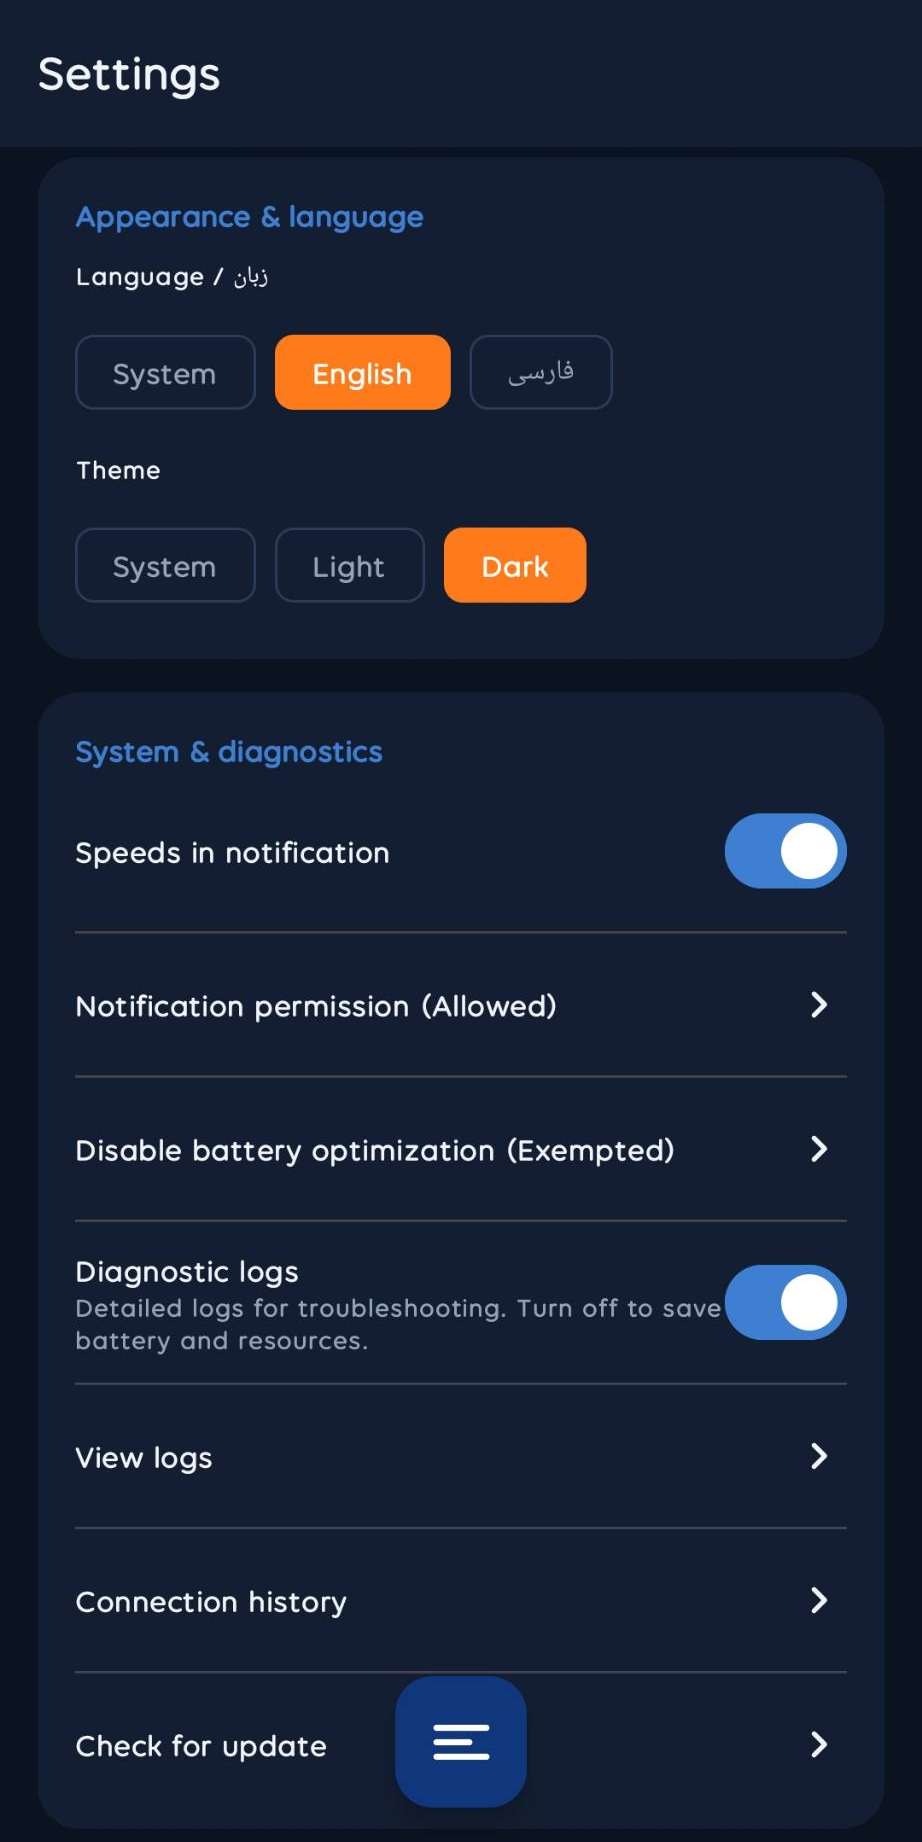 Settings
Appearance & language
Language / زبان
System
English
فارسی
Theme
System
Light
Dark
System & diagnostics
Speeds in notification
Notification permission (Allowed)
Disable battery optimization (Exempted)
Diagnostic logs
Detailed logs for troubleshooting. Turn off to save
battery and resources.
View logs
Connection history
Check for update